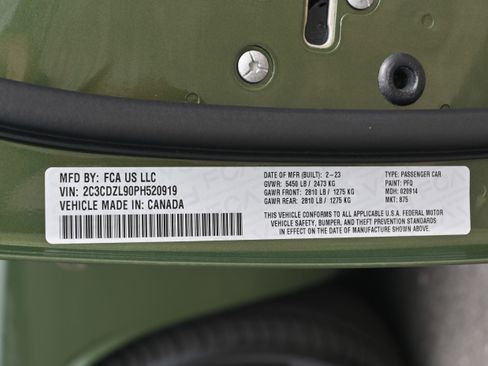 MFD BY: FCA US LLC
VIN: 2C3CDZL90PH520919
VEHICLE MADE IN: CANADA
DATE OF MFR (BUILT): 2-23
GVWR: 5450 LB / 2473 KG
GAWR FRONT: 2810 LB / 1275 KG
GAWR REAR: 2810 LB / 1275 KG
TYPE: PASSENGER CAR
PAINT: PFQ
MDH: 020914
MKT: 875
THIS VEHICLE CONFORMS TO ALL APPLICABLE U.S.A. FEDERAL MOTOR
VEHICLE SAFETY, BUMPER, AND THEFT PREVENTION STANDARDS
IN EFFECT ON THE DATE OF MANUFACTURE SHOWN ABOVE.